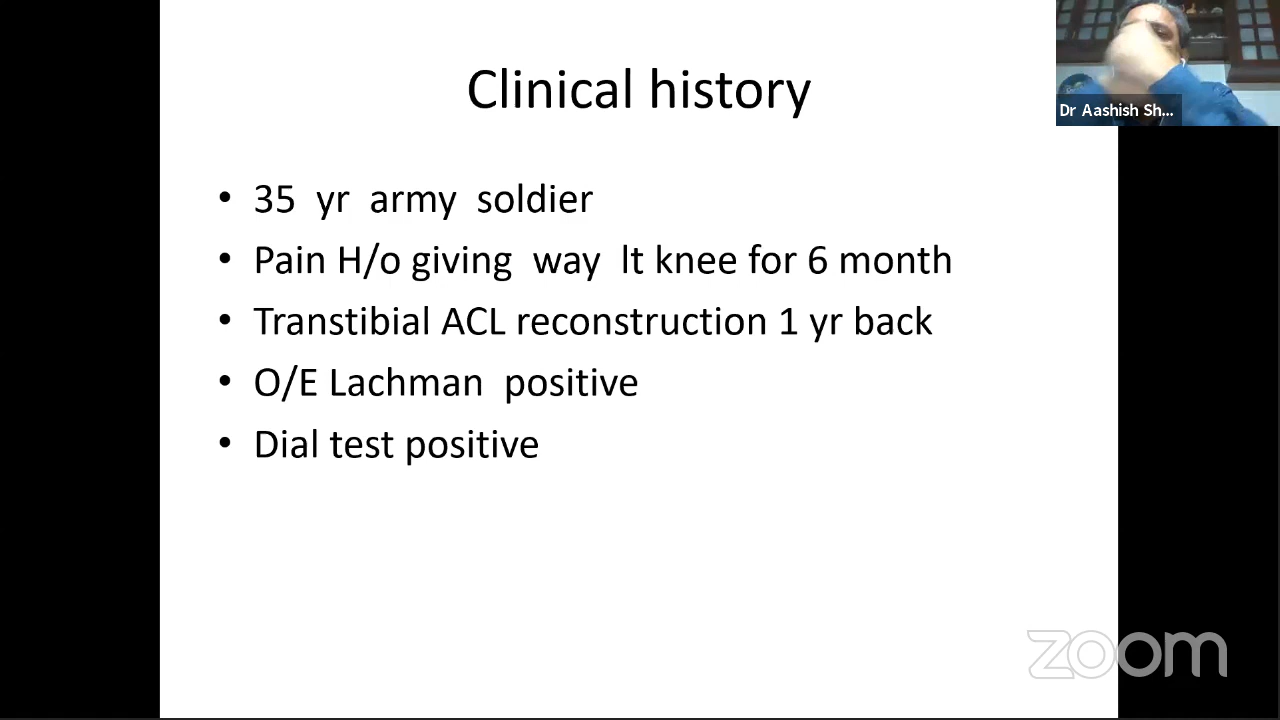 Clinical history
Dr Aashish Sh...
• 35 yr army soldier
• Pain H/o giving way lt knee for 6 month
• Transtibial ACL reconstruction 1 yr back
• O/E Lachman positive
• Dial test positive
zoom